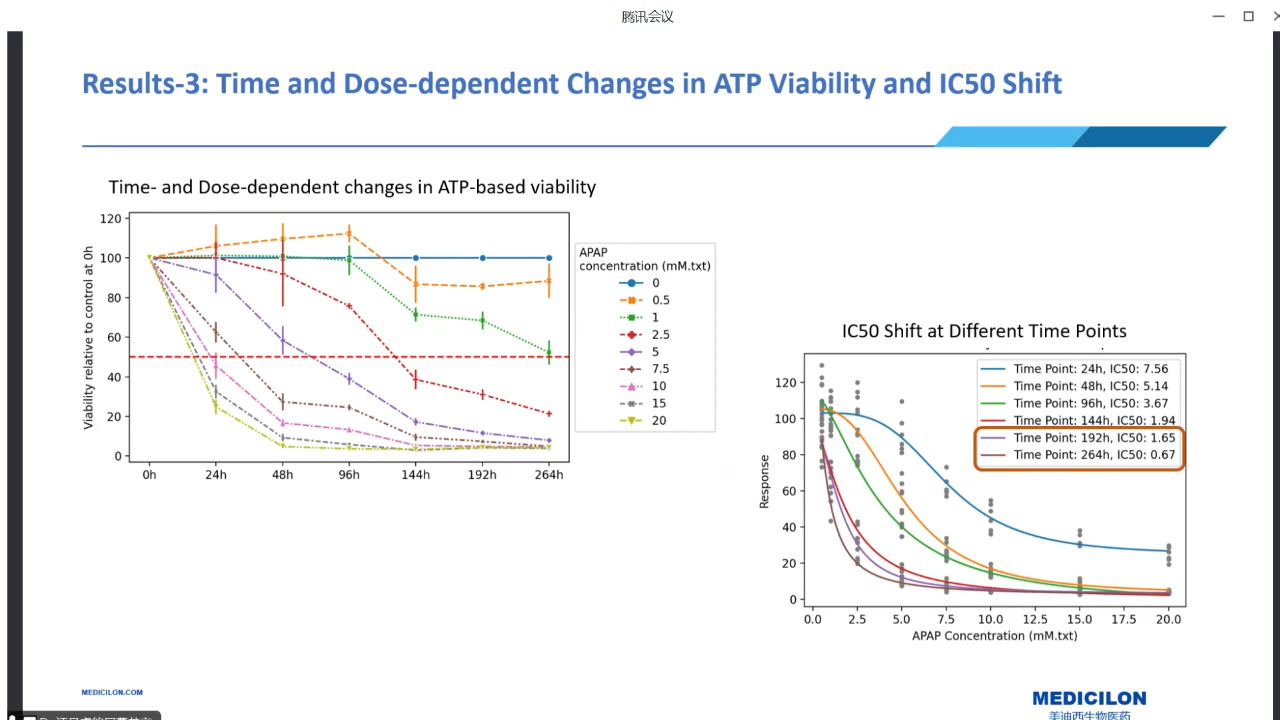 腾讯会议
Results-3: Time and Dose-dependent Changes in ATP Viability and IC50 Shift
Time- and Dose-dependent changes in ATP-based viability
Viability relative to control at 0h
120
100
80
60
40
20
0
0h 24h 48h 96h 144h 192h 264h
APAP
concentration (mM.txt)
0
0.5
1
2.5
5
7.5
10
15
20
IC50 Shift at Different Time Points
Response
120
100
80
60
40
20
0
Time Point: 24h, IC50: 7.56
Time Point: 48h, IC50: 5.14
Time Point: 96h, IC50: 3.67
Time Point: 144h, IC50: 1.94
Time Point: 192h, IC50: 1.65
Time Point: 264h, IC50: 0.67
0.0 2.5 5.0 7.5 10.0 12.5 15.0 17.5 20.0
APAP Concentration (mM.txt)
MEDICILON.COM
MEDICILON
美迪西生物医药